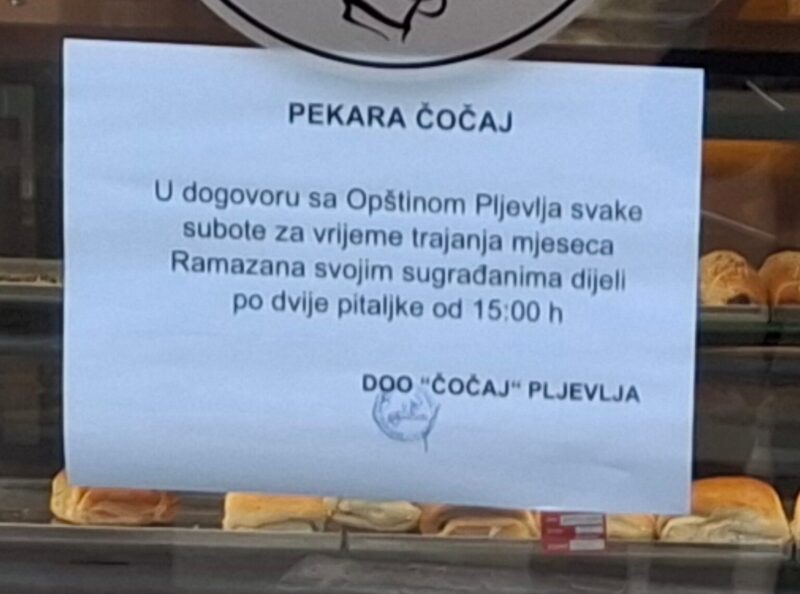 PEKARA ČOČAJ
U dogovoru sa Opštinom Pljevlja svake
subote za vrijeme trajanja mjeseca
Ramazana svojim sugrađanima dijeli
po dvije pitaljke od 15:00 h
DOO "ČOČAJ" PLJEVLJA